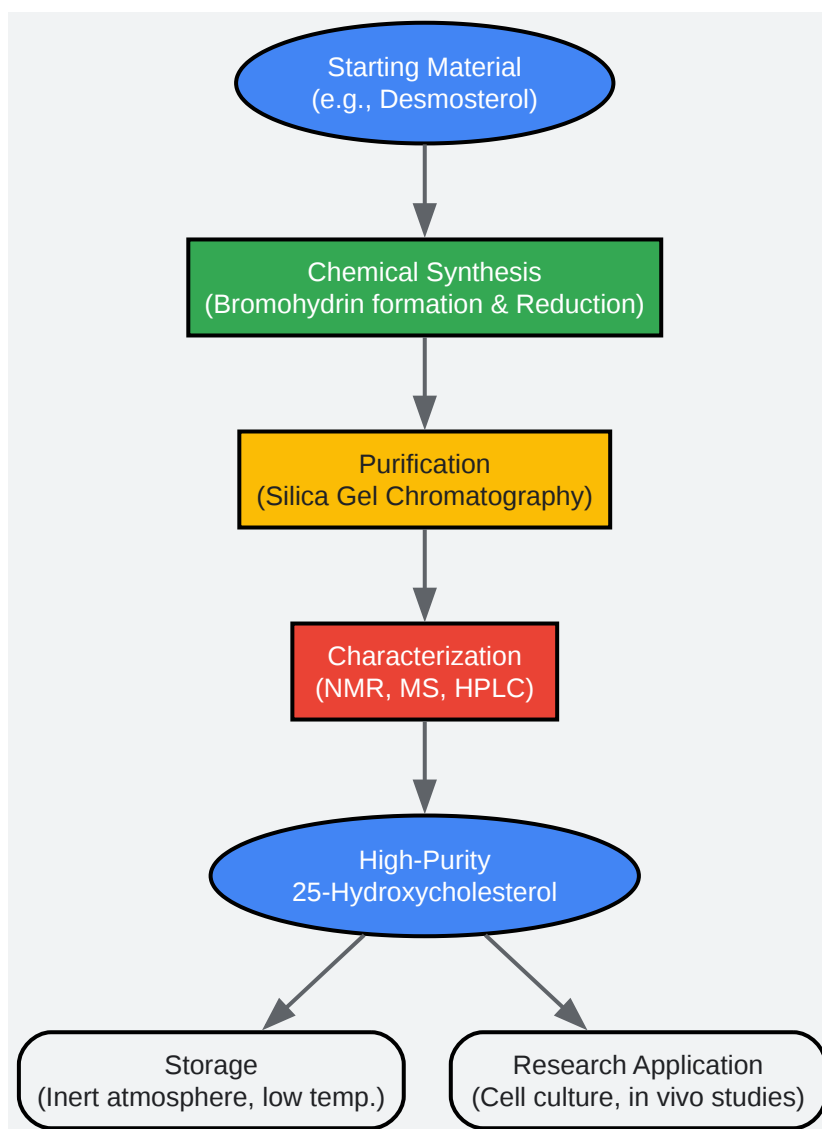 Starting Material
(e.g., Desmosterol)
Chemical Synthesis
(Bromohydrin formation & Reduction)
Purification
(Silica Gel Chromatography)
Characterization
(NMR, MS, HPLC)
High-Purity
25-Hydroxycholesterol
Storage
(Inert atmosphere, low temp.)
Research Application
(Cell culture, in vivo studies)